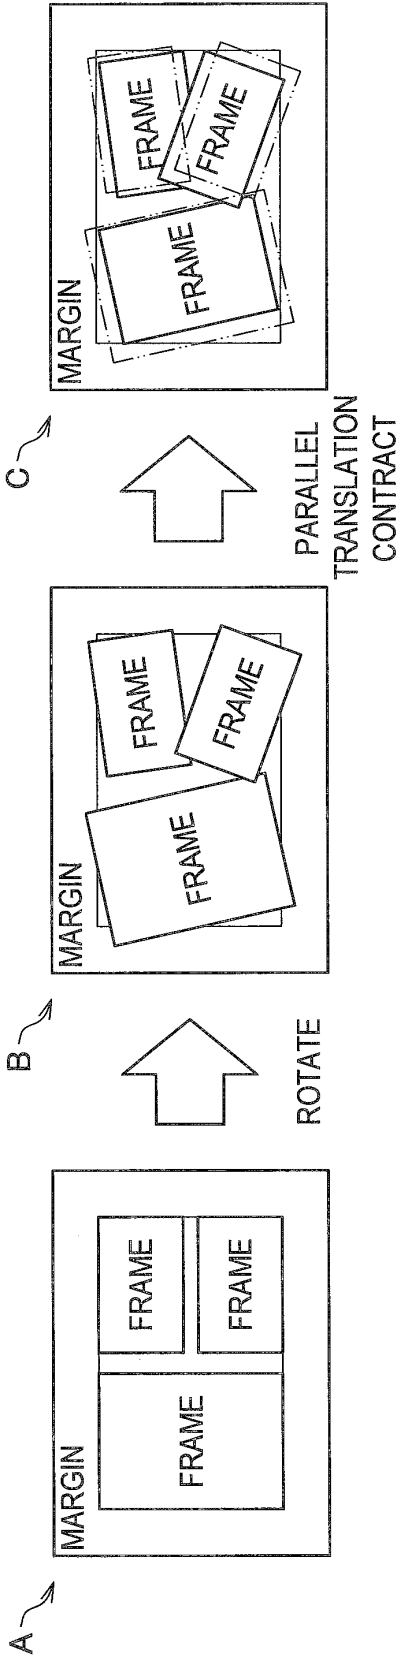 A
MARGIN
FRAME
FRAME
FRAME
ROTATE
B
MARGIN
FRAME
FRAME
FRAME
PARALLEL
TRANSLATION
CONTRACT
C
MARGIN
FRAME
FRAME
FRAME